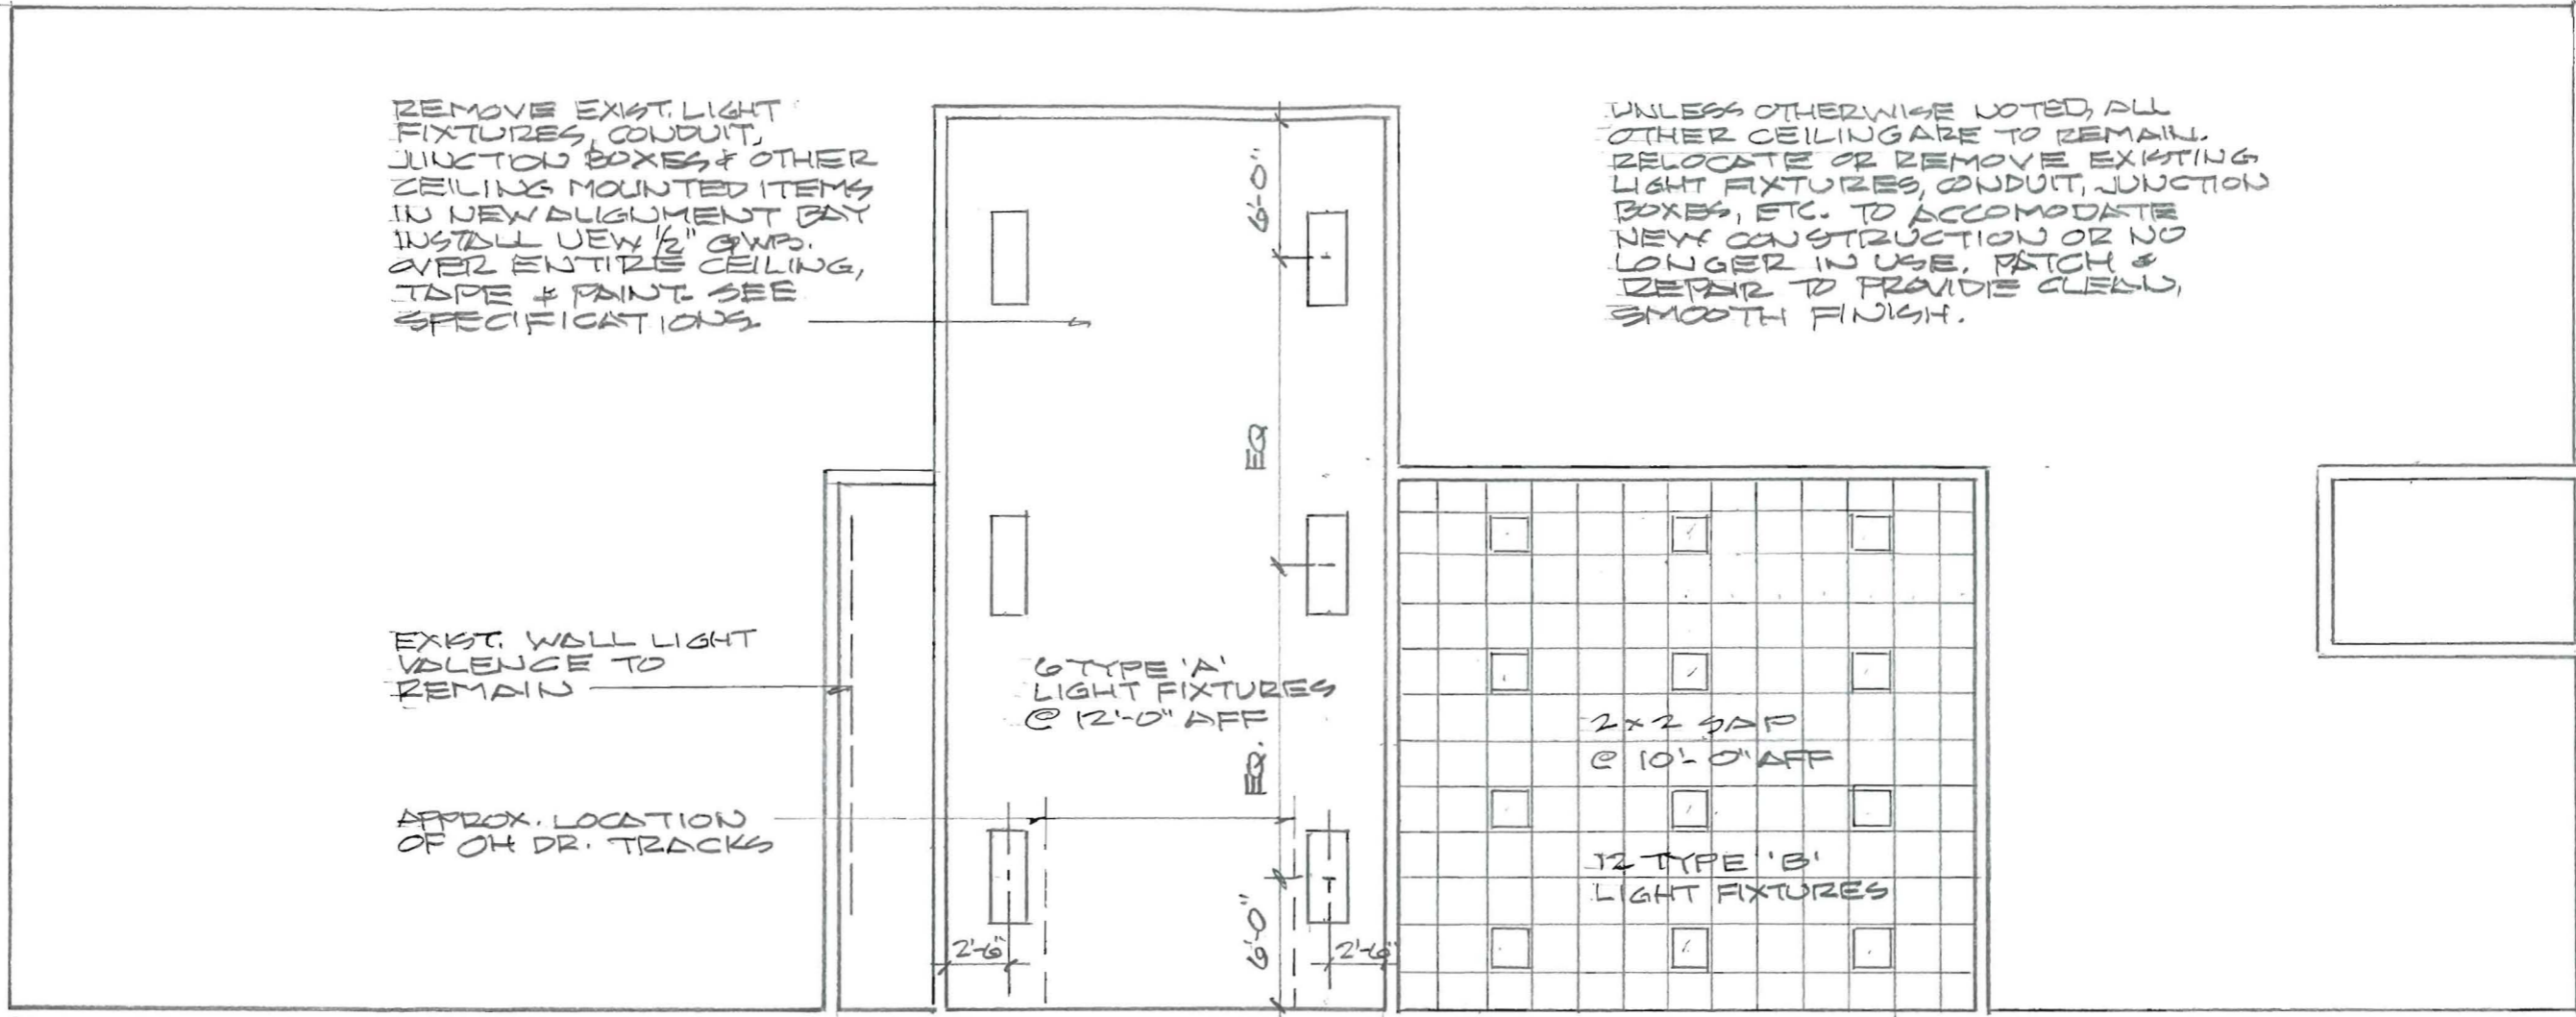 REMOVE EXIST. LIGHT
FIXTURES, CONDUIT,
JUNCTION BOXES & OTHER
CEILING MOUNTED ITEMS
IN NEW ALIGNMENT BAY
INSTALL NEW 1/2" GWB.
OVER ENTIRE CEILING,
TAPE & PAINT. SEE
SPECIFICATIONS
UNLESS OTHERWISE NOTED, ALL
OTHER CEILING ARE TO REMAIN.
RELOCATE OR REMOVE EXISTING
LIGHT FIXTURES, CONDUIT, JUNCTION
BOXES, ETC. TO ACCOMODATE
NEW CONSTRUCTION OR NO
LONGER IN USE. PATCH &
REPAIR TO PROVIDE CLEAN,
SMOOTH FINISH.
6'-0"
EQ
EXIST. WALL LIGHT
VALENCE TO
REMAIN
6 TYPE 'A'
LIGHT FIXTURES
@ 12'-0" AFF
EQ.
2x2 SAP
@ 10'-0" AFF
APPROX. LOCATION
OF OH DR. TRACKS
12 TYPE 'B'
LIGHT FIXTURES
6'-0"
2'-6"
2'-6"